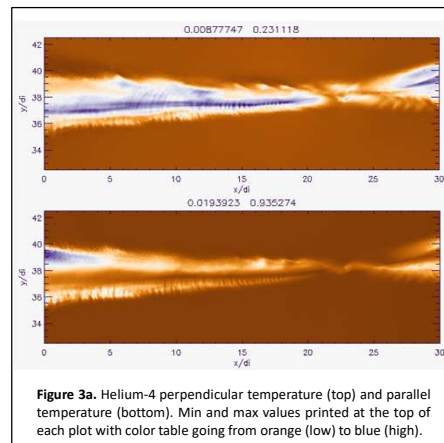 0.00877747 0.231118
42
40
38
36
34
y/di
0 5 10 15 20 25 30
x/di
0.0193923 0.935274
42
40
38
36
34
y/di
0 5 10 15 20 25 30
x/di
Figure 3a. Helium-4 perpendicular temperature (top) and parallel
temperature (bottom). Min and max values printed at the top of
each plot with color table going from orange (low) to blue (high).